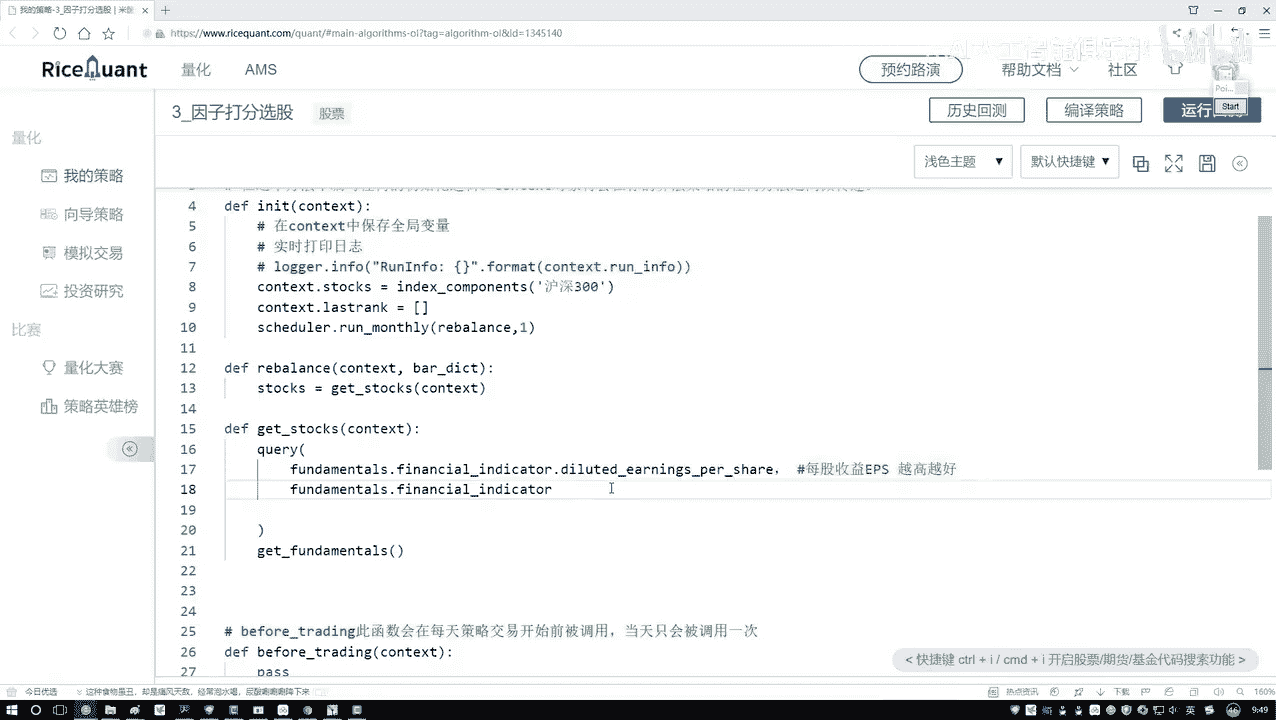 我的策略-3_因子打分选股 | 米
https://www.ricequant.com/quant/#main-algorithms-ol?tag=algorithm-ol&id=1345140
RiceQuant 量化 AMS 预约路演 帮助文档 社区
Poi...
Start
3_因子打分选股 股票 历史回测 编译策略 运行
量化
浅色主题 默认快捷键
我的策略
向导策略
模拟交易
投资研究
比赛
量化大赛
策略英雄榜
4 def init(context):
5 # 在context中保存全局变量
6 # 实时打印日志
7 # logger.info("RunInfo: {}".format(context.run_info))
8 context.stocks = index_components('沪深300')
9 context.lastrank = []
10 scheduler.run_monthly(rebalance,1)
11
12 def rebalance(context, bar_dict):
13 stocks = get_stocks(context)
14
15 def get_stocks(context):
16 query(
17 fundamentals.financial_indicator.diluted_earnings_per_share， #每股收益EPS 越高越好
18 fundamentals.financial_indicator
19
20 )
21 get_fundamentals()
22
23
24
25 # before_trading此函数会在每天策略交易开始前被调用，当天只会被调用一次
26 def before_trading(context):
27 pass
< 快捷键 ctrl + i / cmd + i 开启股票/期货/基金代码搜索功能 >
今日优选 热点资讯 下载 160%
英 9:49